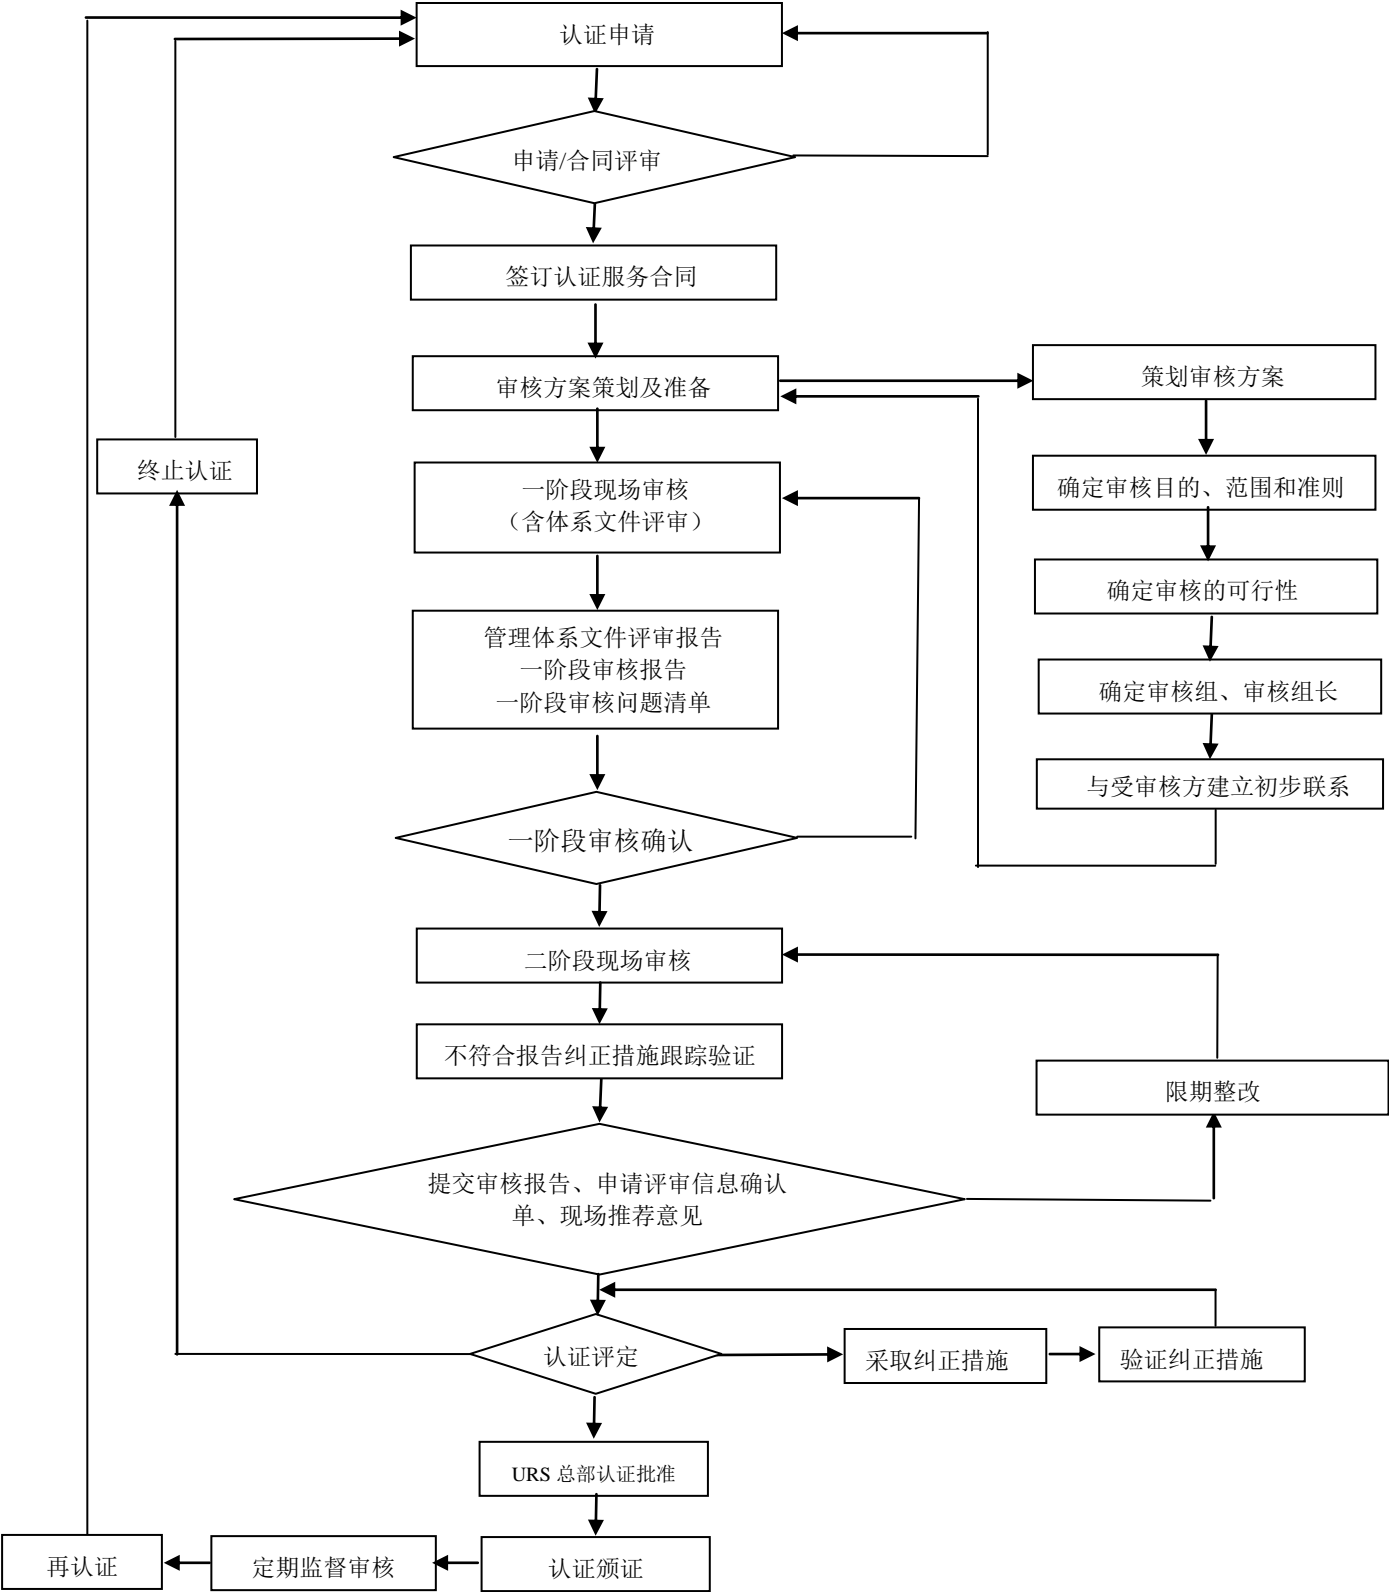 认证申请
申请/合同评审
签订认证服务合同
审核方案策划及准备
策划审核方案
终止认证
一阶段现场审核
（含体系文件评审）
确定审核目的、范围和准则
确定审核的可行性
管理体系文件评审报告
一阶段审核报告
一阶段审核问题清单
确定审核组、审核组长
与受审核方建立初步联系
一阶段审核确认
二阶段现场审核
不符合报告纠正措施跟踪验证
限期整改
提交审核报告、申请评审信息确认
单、现场推荐意见
认证评定
采取纠正措施
验证纠正措施
URS 总部认证批准
再认证
定期监督审核
认证颁证